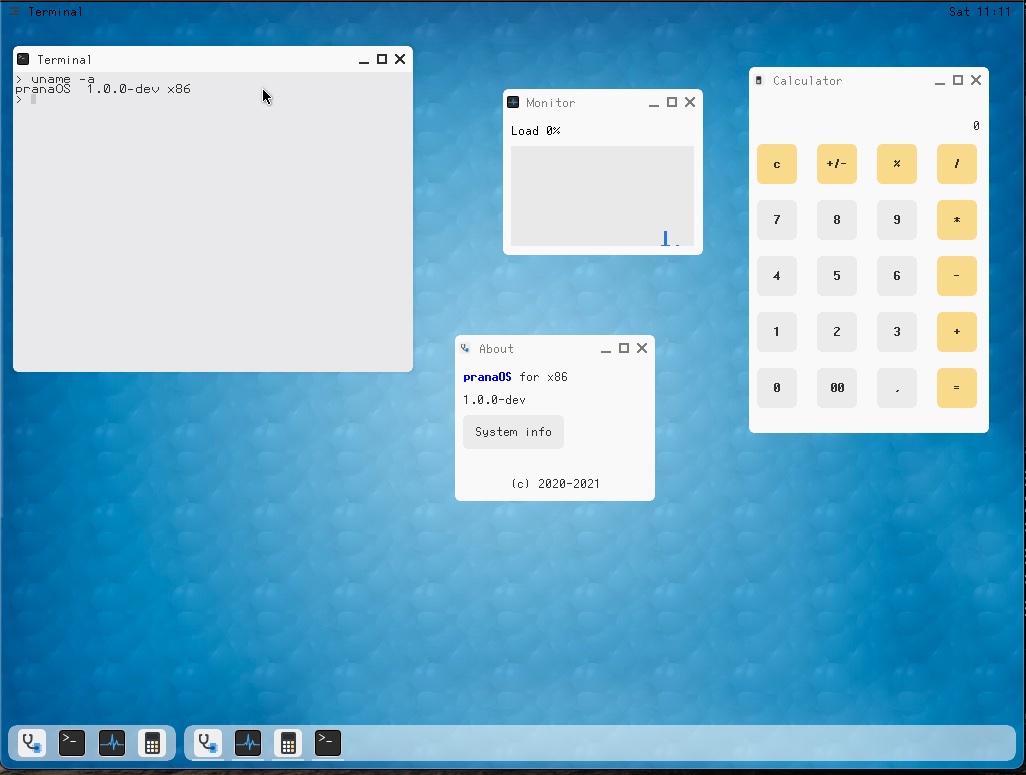 Terminal
Sat 11:11
Terminal
> uname -a
pranaOS 1.0.0-dev x86
>
Monitor
Load 0%
Calculator
0
c +/- % /
7 8 9 *
4 5 6 -
1 2 3 +
0 00 . =
About
pranaOS for x86
1.0.0-dev
System info
(c) 2020-2021